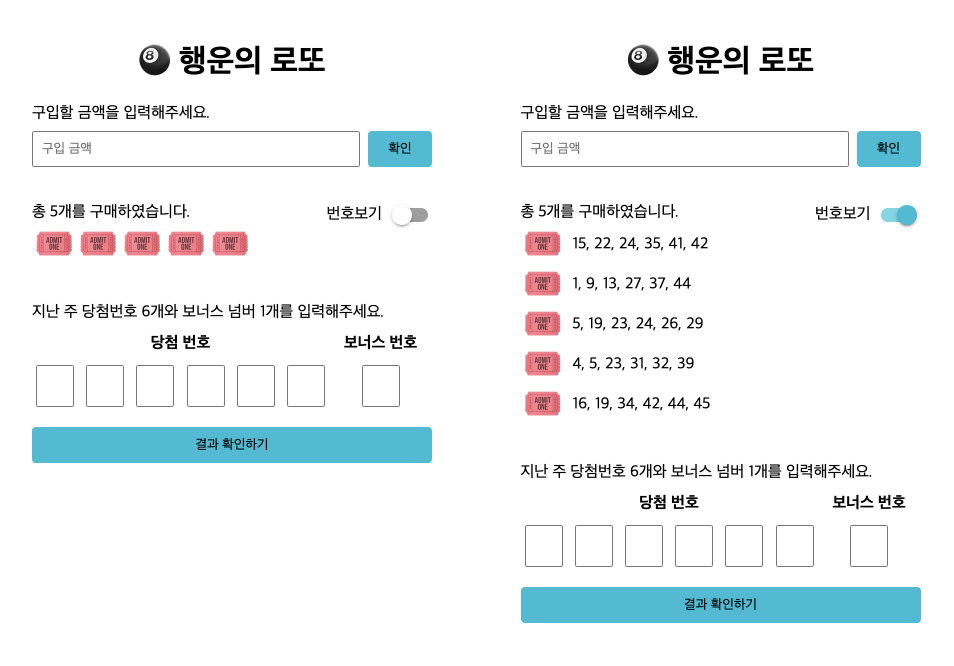 8 행운의 로또
구입할 금액을 입력해주세요.
구입 금액
확인
총 5개를 구매하였습니다.
번호보기
ADMIT ONE ADMIT ONE ADMIT ONE ADMIT ONE ADMIT ONE
지난 주 당첨번호 6개와 보너스 넘버 1개를 입력해주세요.
당첨 번호
보너스 번호
결과 확인하기
8 행운의 로또
구입할 금액을 입력해주세요.
구입 금액
확인
총 5개를 구매하였습니다.
번호보기
ADMIT ONE 15, 22, 24, 35, 41, 42
ADMIT ONE 1, 9, 13, 27, 37, 44
ADMIT ONE 5, 19, 23, 24, 26, 29
ADMIT ONE 4, 5, 23, 31, 32, 39
ADMIT ONE 16, 19, 34, 42, 44, 45
지난 주 당첨번호 6개와 보너스 넘버 1개를 입력해주세요.
당첨 번호
보너스 번호
결과 확인하기